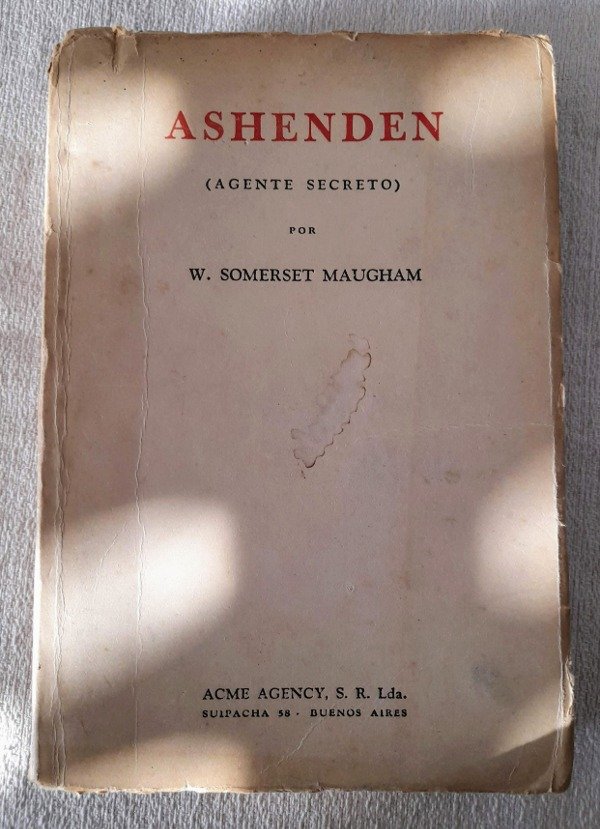 ASHENDEN
(AGENTE SECRETO)
POR
W. SOMERSET MAUGHAM
ACME AGENCY, S. R. Lda.
SUIPACHA 58 - BUENOS AIRES